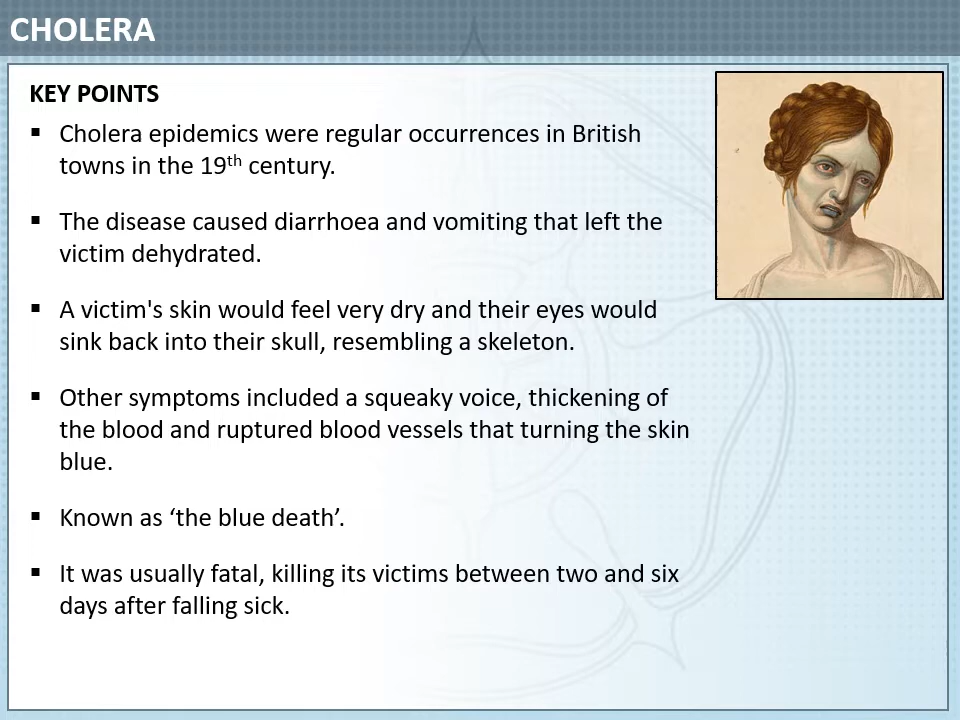 CHOLERA
KEY POINTS
▪ Cholera epidemics were regular occurrences in British
towns in the 19th century.
▪ The disease caused diarrhoea and vomiting that left the
victim dehydrated.
▪ A victim's skin would feel very dry and their eyes would
sink back into their skull, resembling a skeleton.
▪ Other symptoms included a squeaky voice, thickening of
the blood and ruptured blood vessels that turning the skin
blue.
▪ Known as ‘the blue death’.
▪ It was usually fatal, killing its victims between two and six
days after falling sick.